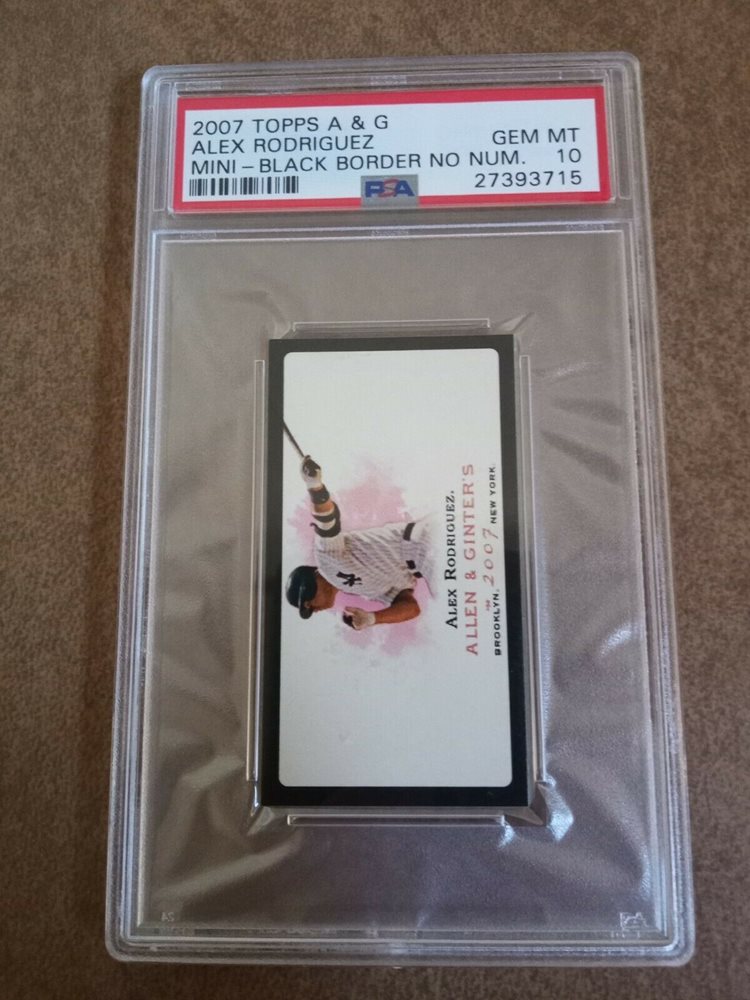 2007 TOPPS A & G
ALEX RODRIGUEZ GEM MT
MINI – BLACK BORDER NO NUM. 10
PSA 27393715
ALEX RODRIGUEZ.
ALLEN & GINTER'S
BROOKLYN, 2007 NEW YORK.
NY